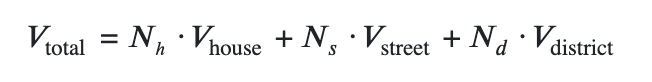 V_total = N_h · V_house + N_s · V_street + N_d · V_district